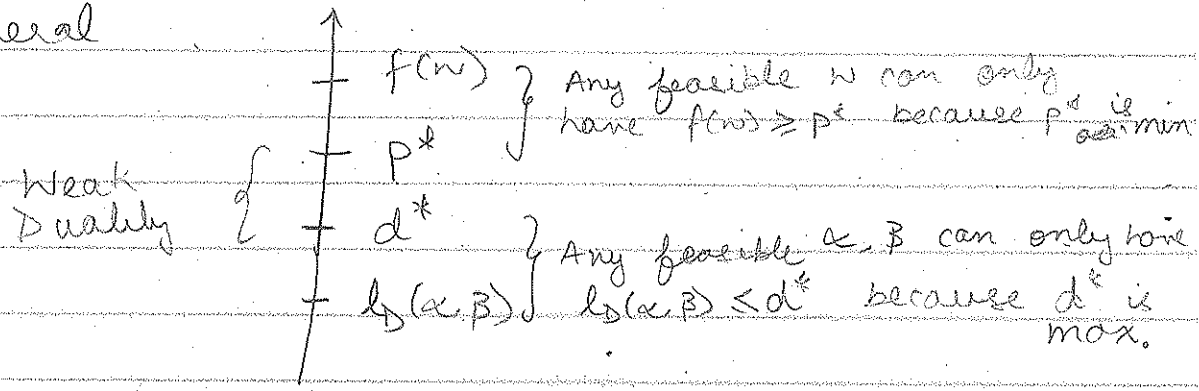 eral
f(w) } Any feasible w can only
have f(w) ≥ p* because p* is min
p*
Weak
Duality {
d*
} Any feasible α, β can only have
l_D(α, β) l_D(α, β) ≤ d* because d* is
max.